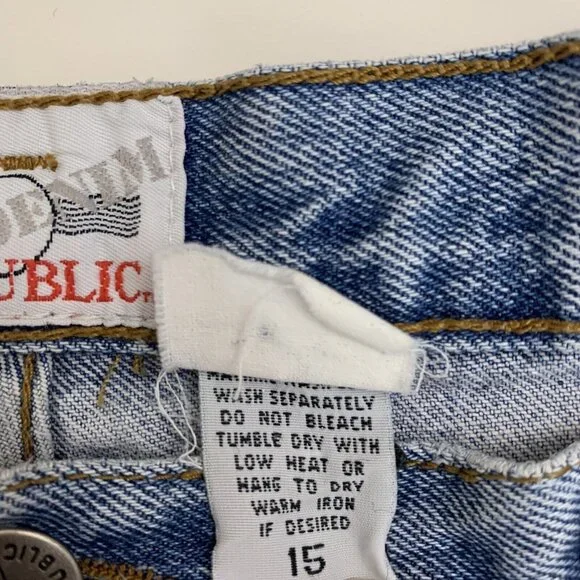 DENIM
UBLIC.
WASH SEPARATELY
DO NOT BLEACH
TUMBLE DRY WITH
LOW HEAT OR
HANG TO DRY
WARM IRON
IF DESIRED
15
UBLIC